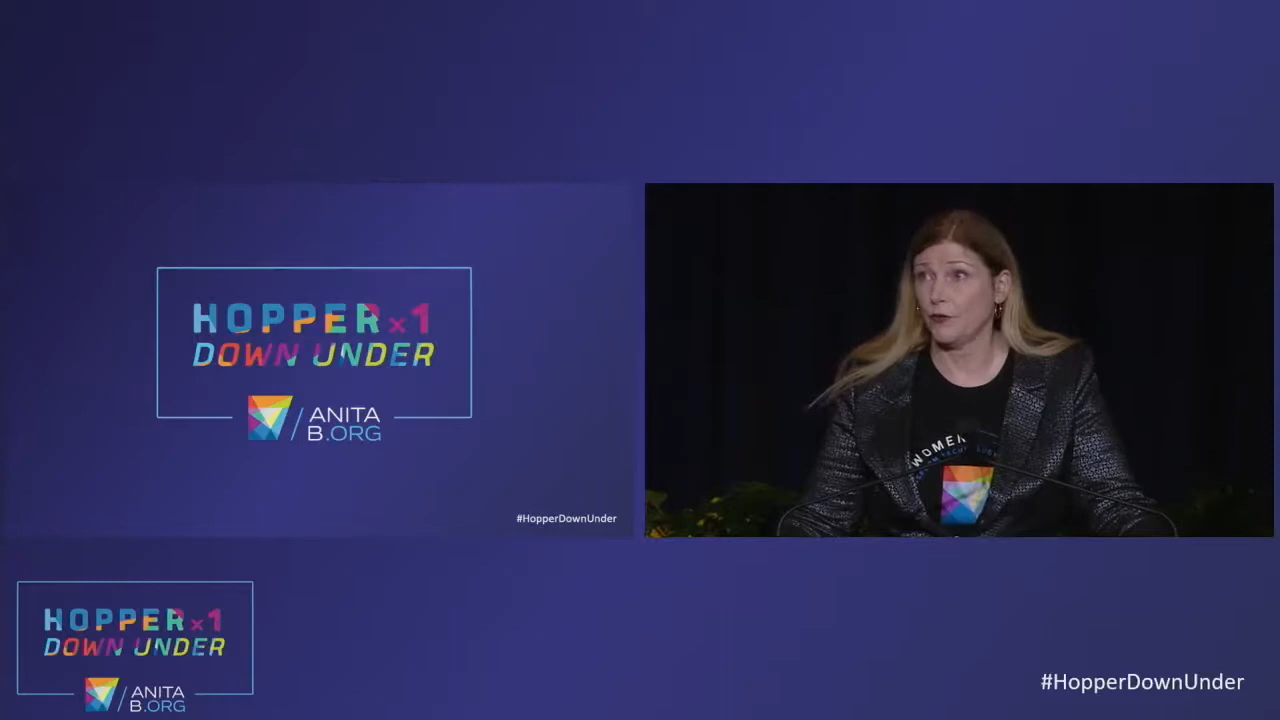 HOPPER x1
DOWN UNDER
ANITA
B.ORG
#HopperDownUnder
WOMEN
HOPPER x1
DOWN UNDER
ANITA
B.ORG
#HopperDownUnder